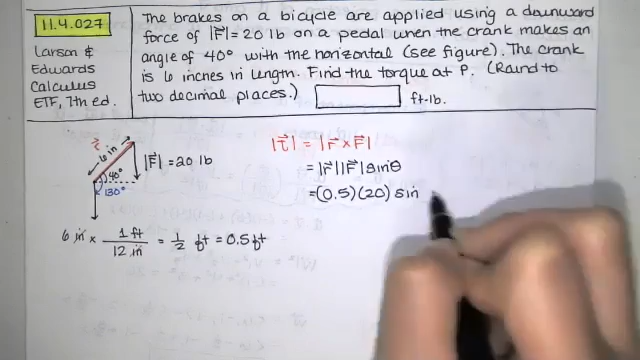 11.4.027
Larson &
Edwards
Calculus
ETF, 7th ed.
The brakes on a bicycle are applied using a downward
force of |F⃗| = 20 lb on a pedal when the crank makes an
angle of 40° with the horizontal (see figure). The crank
is 6 inches in length. Find the torque at P. (Round to
two decimal places.) ft-lb.
r⃗
6 in
40°
130°
|F⃗| = 20 lb
|τ⃗| = |r⃗ × F⃗|
= |r⃗||F⃗| sinθ
= (0.5)(20) sin
6 in × 1 ft / 12 in = 1/2 ft = 0.5 ft